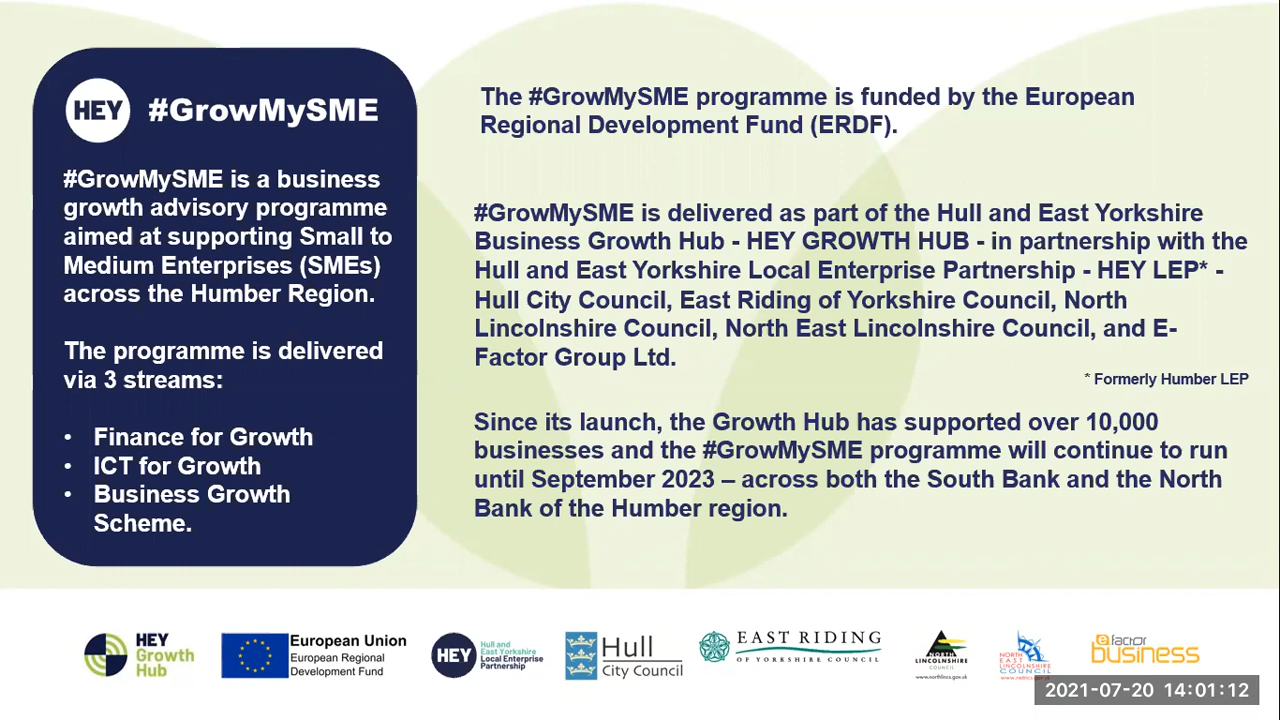 HEY #GrowMySME
#GrowMySME is a business
growth advisory programme
aimed at supporting Small to
Medium Enterprises (SMEs)
across the Humber Region.
The programme is delivered
via 3 streams:
• Finance for Growth
• ICT for Growth
• Business Growth
Scheme.
The #GrowMySME programme is funded by the European
Regional Development Fund (ERDF).
#GrowMySME is delivered as part of the Hull and East Yorkshire
Business Growth Hub - HEY GROWTH HUB - in partnership with the
Hull and East Yorkshire Local Enterprise Partnership - HEY LEP* -
Hull City Council, East Riding of Yorkshire Council, North
Lincolnshire Council, North East Lincolnshire Council, and E-
Factor Group Ltd.
* Formerly Humber LEP
Since its launch, the Growth Hub has supported over 10,000
businesses and the #GrowMySME programme will continue to run
until September 2023 – across both the South Bank and the North
Bank of the Humber region.
HEY
Growth
Hub
European Union
European Regional
Development Fund
HEY
Hull and
East Yorkshire
Local Enterprise
Partnership
Hull
City Council
EAST RIDING
OF YORKSHIRE COUNCIL
NORTH
LINCOLNSHIRE
COUNCIL
www.northlincs.gov.uk
NORTH
EAST
LINCOLNSHIRE
COUNCIL
e factor
business
2021-07-20 14:01:12